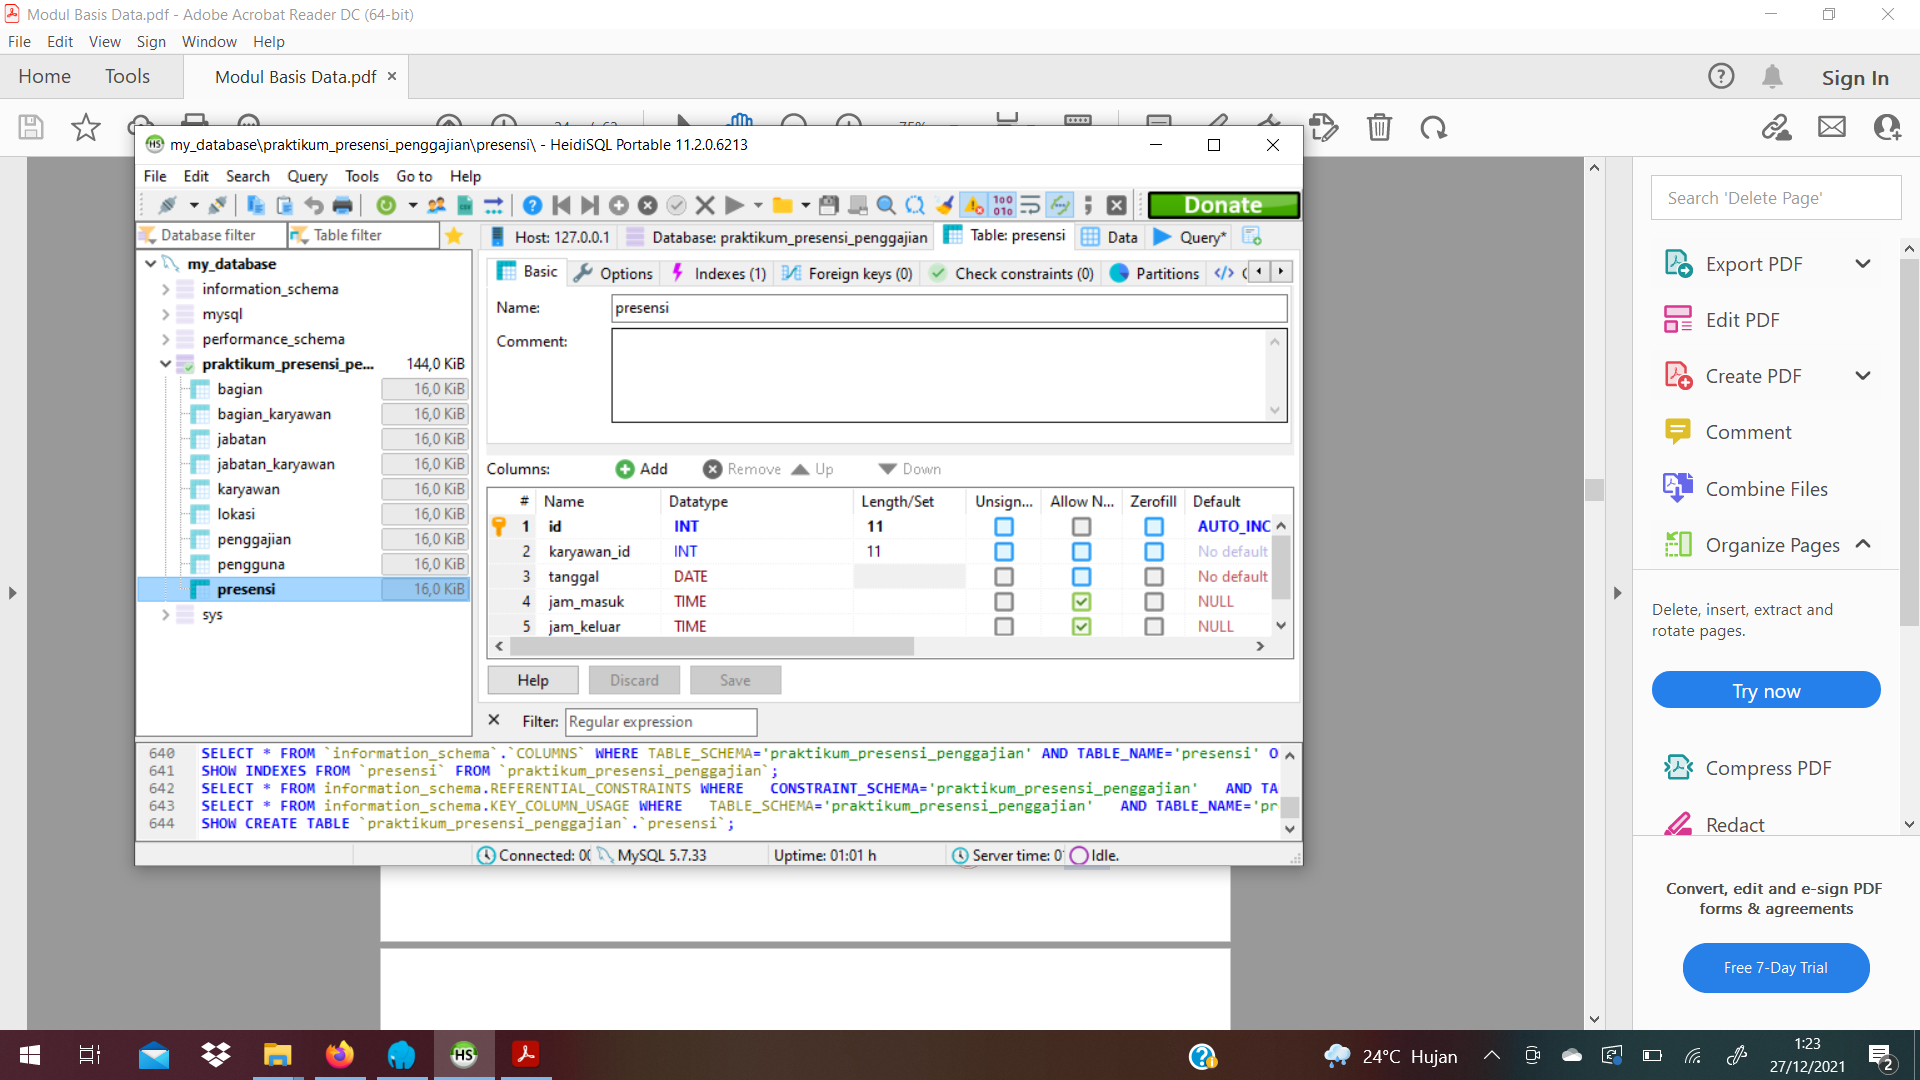 Modul Basis Data.pdf - Adobe Acrobat Reader DC (64-bit)
File Edit View Sign Window Help
Home Tools Modul Basis Data.pdf × Sign In
my_database\praktikum_presensi_penggajian\presensi\ - HeidiSQL Portable 11.2.0.6213
File Edit Search Query Tools Go to Help
Donate
Database filter Table filter
Host: 127.0.0.1 Database: praktikum_presensi_penggajian Table: presensi Data Query*
my_database
information_schema
mysql
performance_schema
praktikum_presensi_pe... 144,0 KiB
bagian 16,0 KiB
bagian_karyawan 16,0 KiB
jabatan 16,0 KiB
jabatan_karyawan 16,0 KiB
karyawan 16,0 KiB
lokasi 16,0 KiB
penggajian 16,0 KiB
pengguna 16,0 KiB
presensi 16,0 KiB
sys
Basic Options Indexes (1) Foreign keys (0) Check constraints (0) Partitions
Name: presensi
Comment:
Columns: Add Remove Up Down
# Name Datatype Length/Set Unsign... Allow N... Zerofill Default
1 id INT 11 AUTO_INC
2 karyawan_id INT 11 No default
3 tanggal DATE No default
4 jam_masuk TIME NULL
5 jam_keluar TIME NULL
Help Discard Save
Filter: Regular expression
640 SELECT * FROM `information_schema`.`COLUMNS` WHERE TABLE_SCHEMA='praktikum_presensi_penggajian' AND TABLE_NAME='presensi' O
641 SHOW INDEXES FROM `presensi` FROM `praktikum_presensi_penggajian`;
642 SELECT * FROM information_schema.REFERENTIAL_CONSTRAINTS WHERE CONSTRAINT_SCHEMA='praktikum_presensi_penggajian' AND TA
643 SELECT * FROM information_schema.KEY_COLUMN_USAGE WHERE TABLE_SCHEMA='praktikum_presensi_penggajian' AND TABLE_NAME='pr
644 SHOW CREATE TABLE `praktikum_presensi_penggajian`.`presensi`;
Connected: 00 MySQL 5.7.33 Uptime: 01:01 h Server time: 0 Idle.
Search 'Delete Page'
Export PDF
Edit PDF
Create PDF
Comment
Combine Files
Organize Pages
Delete, insert, extract and
rotate pages.
Try now
Compress PDF
Redact
Convert, edit and e-sign PDF
forms & agreements
Free 7-Day Trial
24°C Hujan
1:23
27/12/2021
2